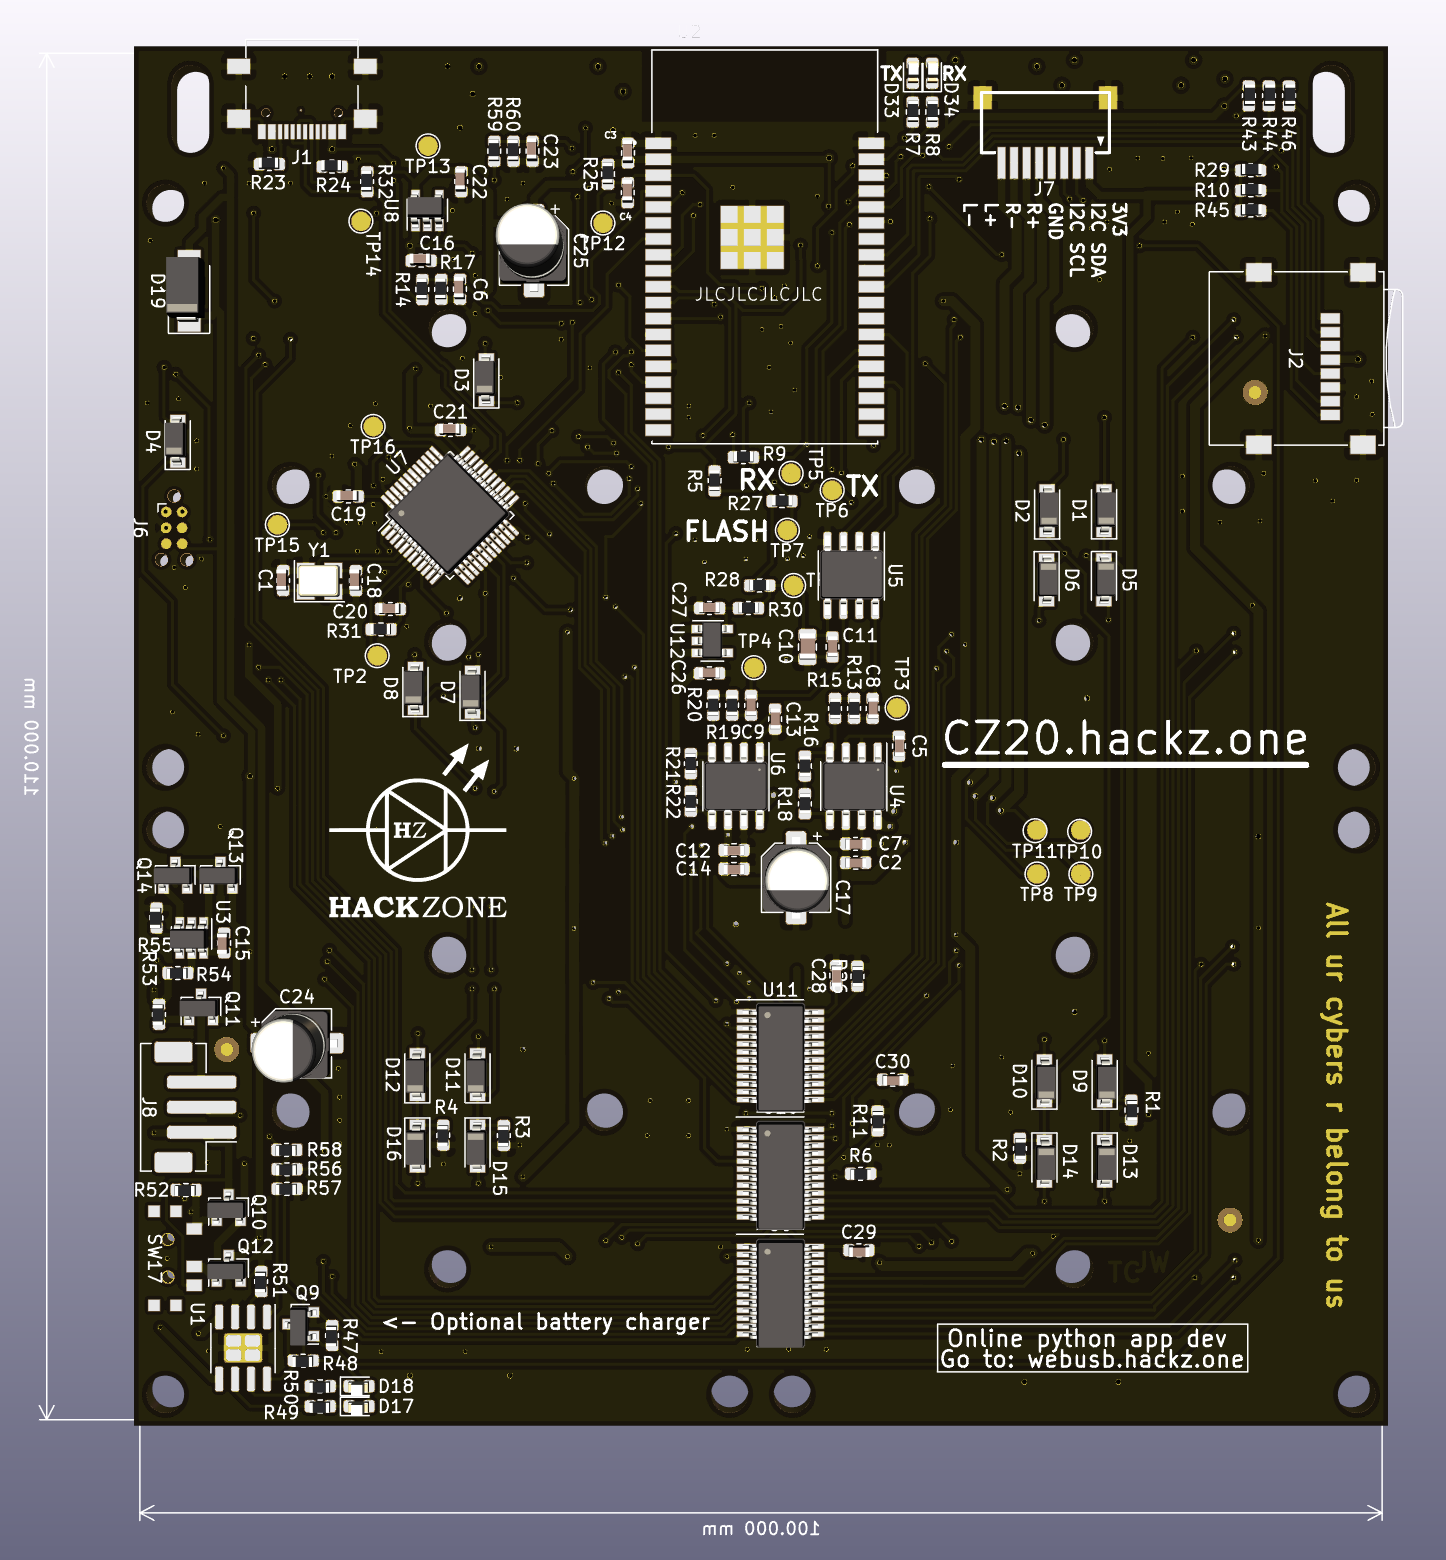 TX
RX
D33
D34
R59
R60
C23
c3
R43
R44
R46
J1
TP13
R7
R8
R23
R24
R32
C22
R25
R29
J7
R10
R45
U8
c4
L-
L+
R-
R+
GND
I2C SCL
I2C SDA
3V3
TP14
C16
C25
TP12
R17
D19
R14
C6
JLCJLCJLCJLC
J2
D3
C21
D4
TP16
U7
R9
TP5
R5
RX
TX
R27
TP6
C19
J6
TP15
FLASH
TP7
D2
D1
Y1
C1
C18
R28
U5
D6
D5
C20
C27
R30
R31
U12
TP4
C10
C11
TP2
C26
R15
R13
C8
TP3
D8
D7
R20
R19
C9
C13
R16
CZ20.hackz.one
C5
R21
U6
R22
R18
U4
HZ
Q13
Q14
C12
C7
C14
C2
TP11
TP10
TP8
TP9
HACKZONE
U3
C17
R55
C15
R53
R54
C28
U11
Q11
C24
D12
D11
C30
D10
D9
J8
R4
R3
R11
R1
R58
D16
D15
R6
R2
D14
D13
R56
R57
R52
Q10
Q12
C29
SW17
R51
TC
JW
U1
Q9
R47
<- Optional battery charger
R48
Online python app dev
Go to: webusb.hackz.one
R50
D18
R49
D17
All ur cybers r belong to us
110.000 mm
100.000 mm